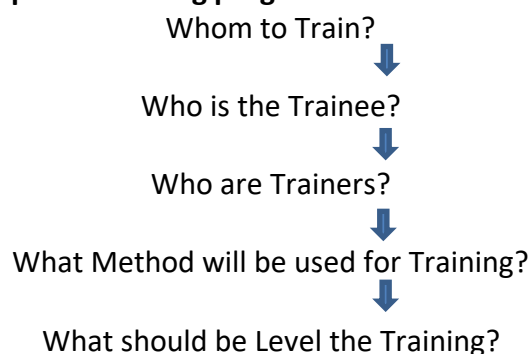 Whom to Train?
Who is the Trainee?
Who are Trainers?
What Method will be used for Training?
What should be Level the Training?